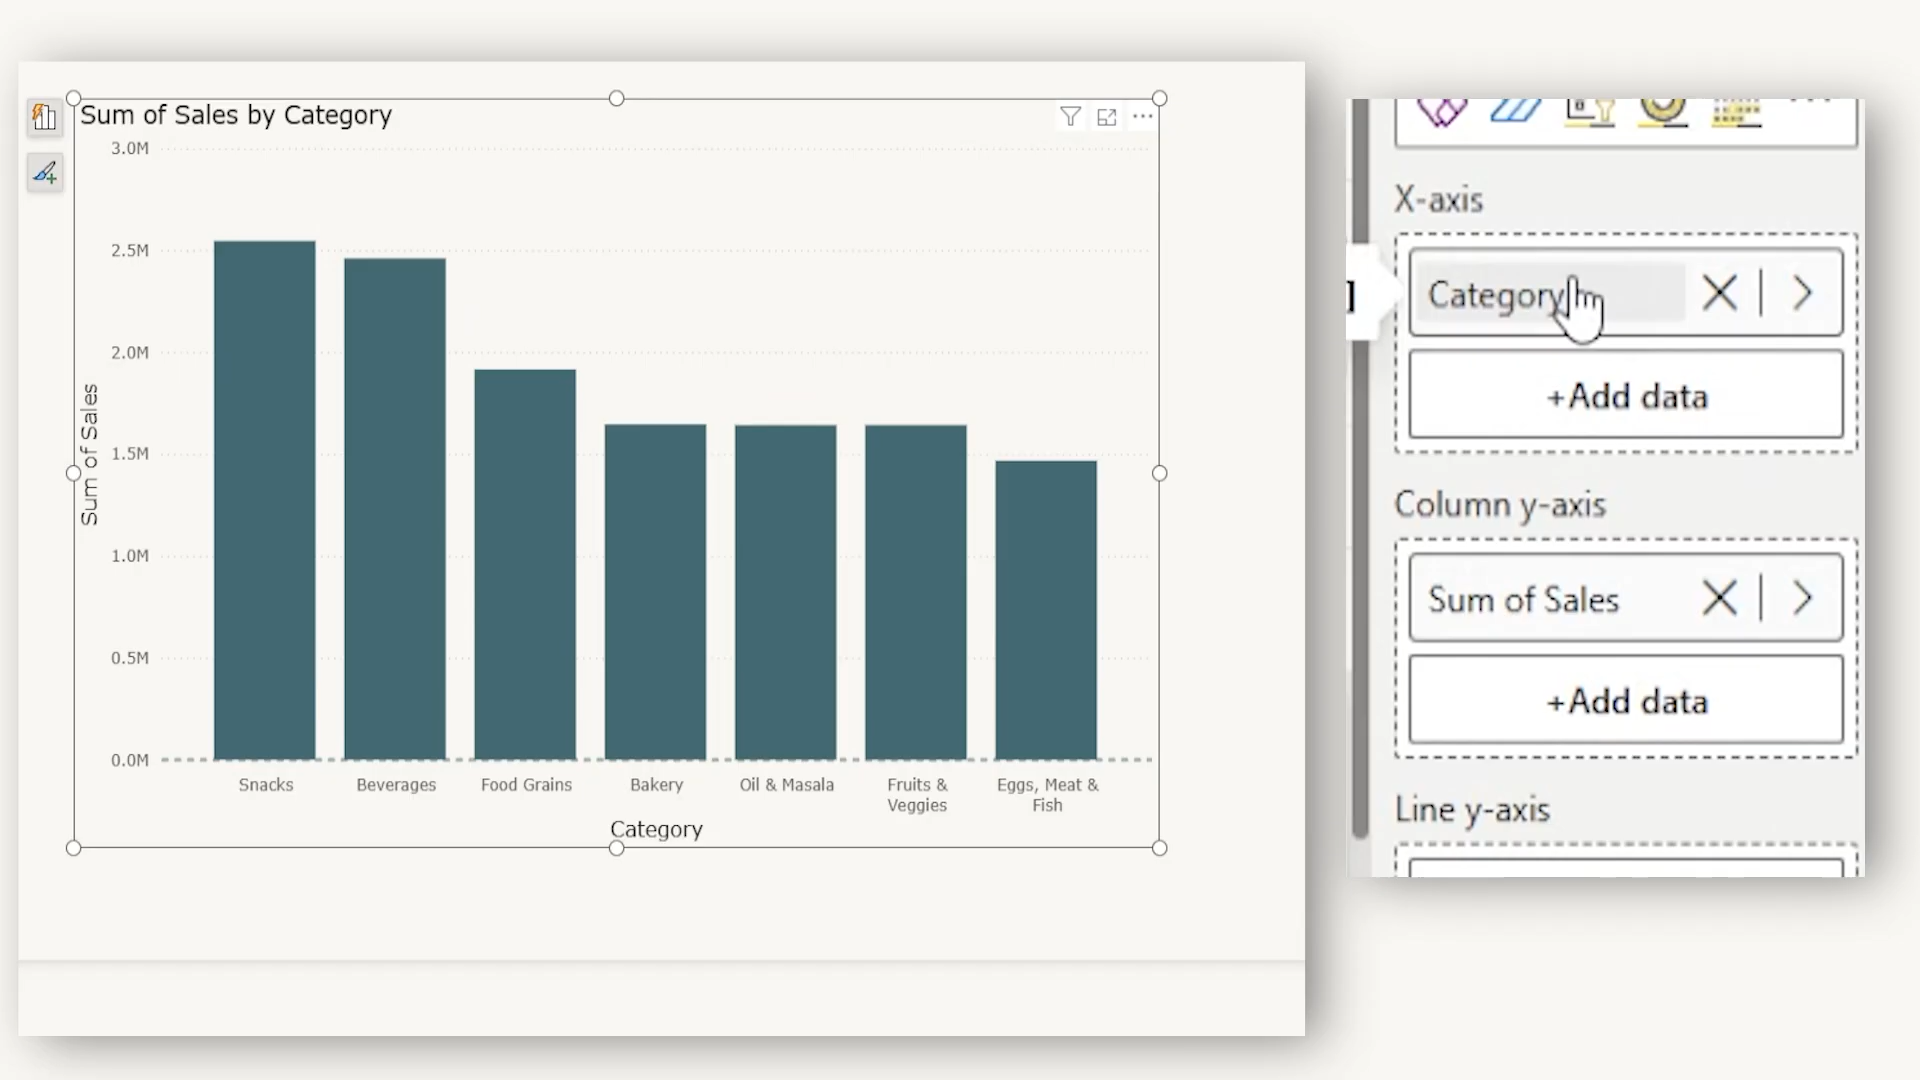 Sum of Sales by Category
3.0M
2.5M
2.0M
1.5M
1.0M
0.5M
0.0M
Sum of Sales
Snacks
Beverages
Food Grains
Bakery
Oil & Masala
Fruits &
Veggies
Eggs, Meat &
Fish
Category
X-axis
Category
+Add data
Column y-axis
Sum of Sales
+Add data
Line y-axis